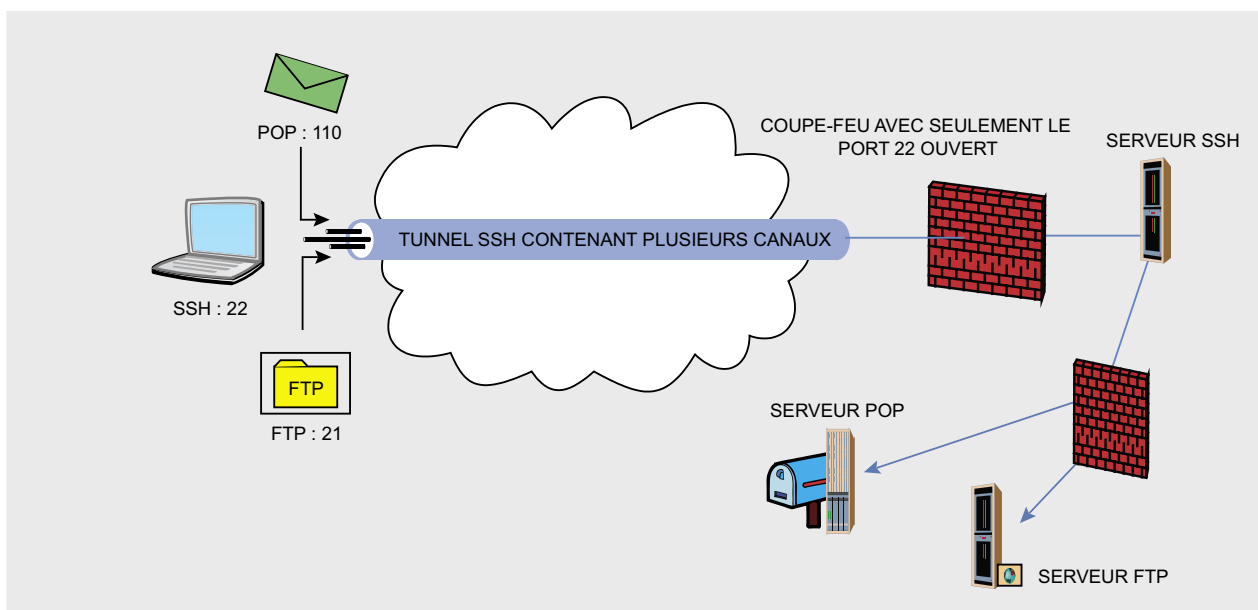 POP : 110
COUPE-FEU AVEC SEULEMENT LE
PORT 22 OUVERT
SERVEUR SSH
TUNNEL SSH CONTENANT PLUSIEURS CANAUX
SSH : 22
FTP
FTP : 21
SERVEUR POP
SERVEUR FTP